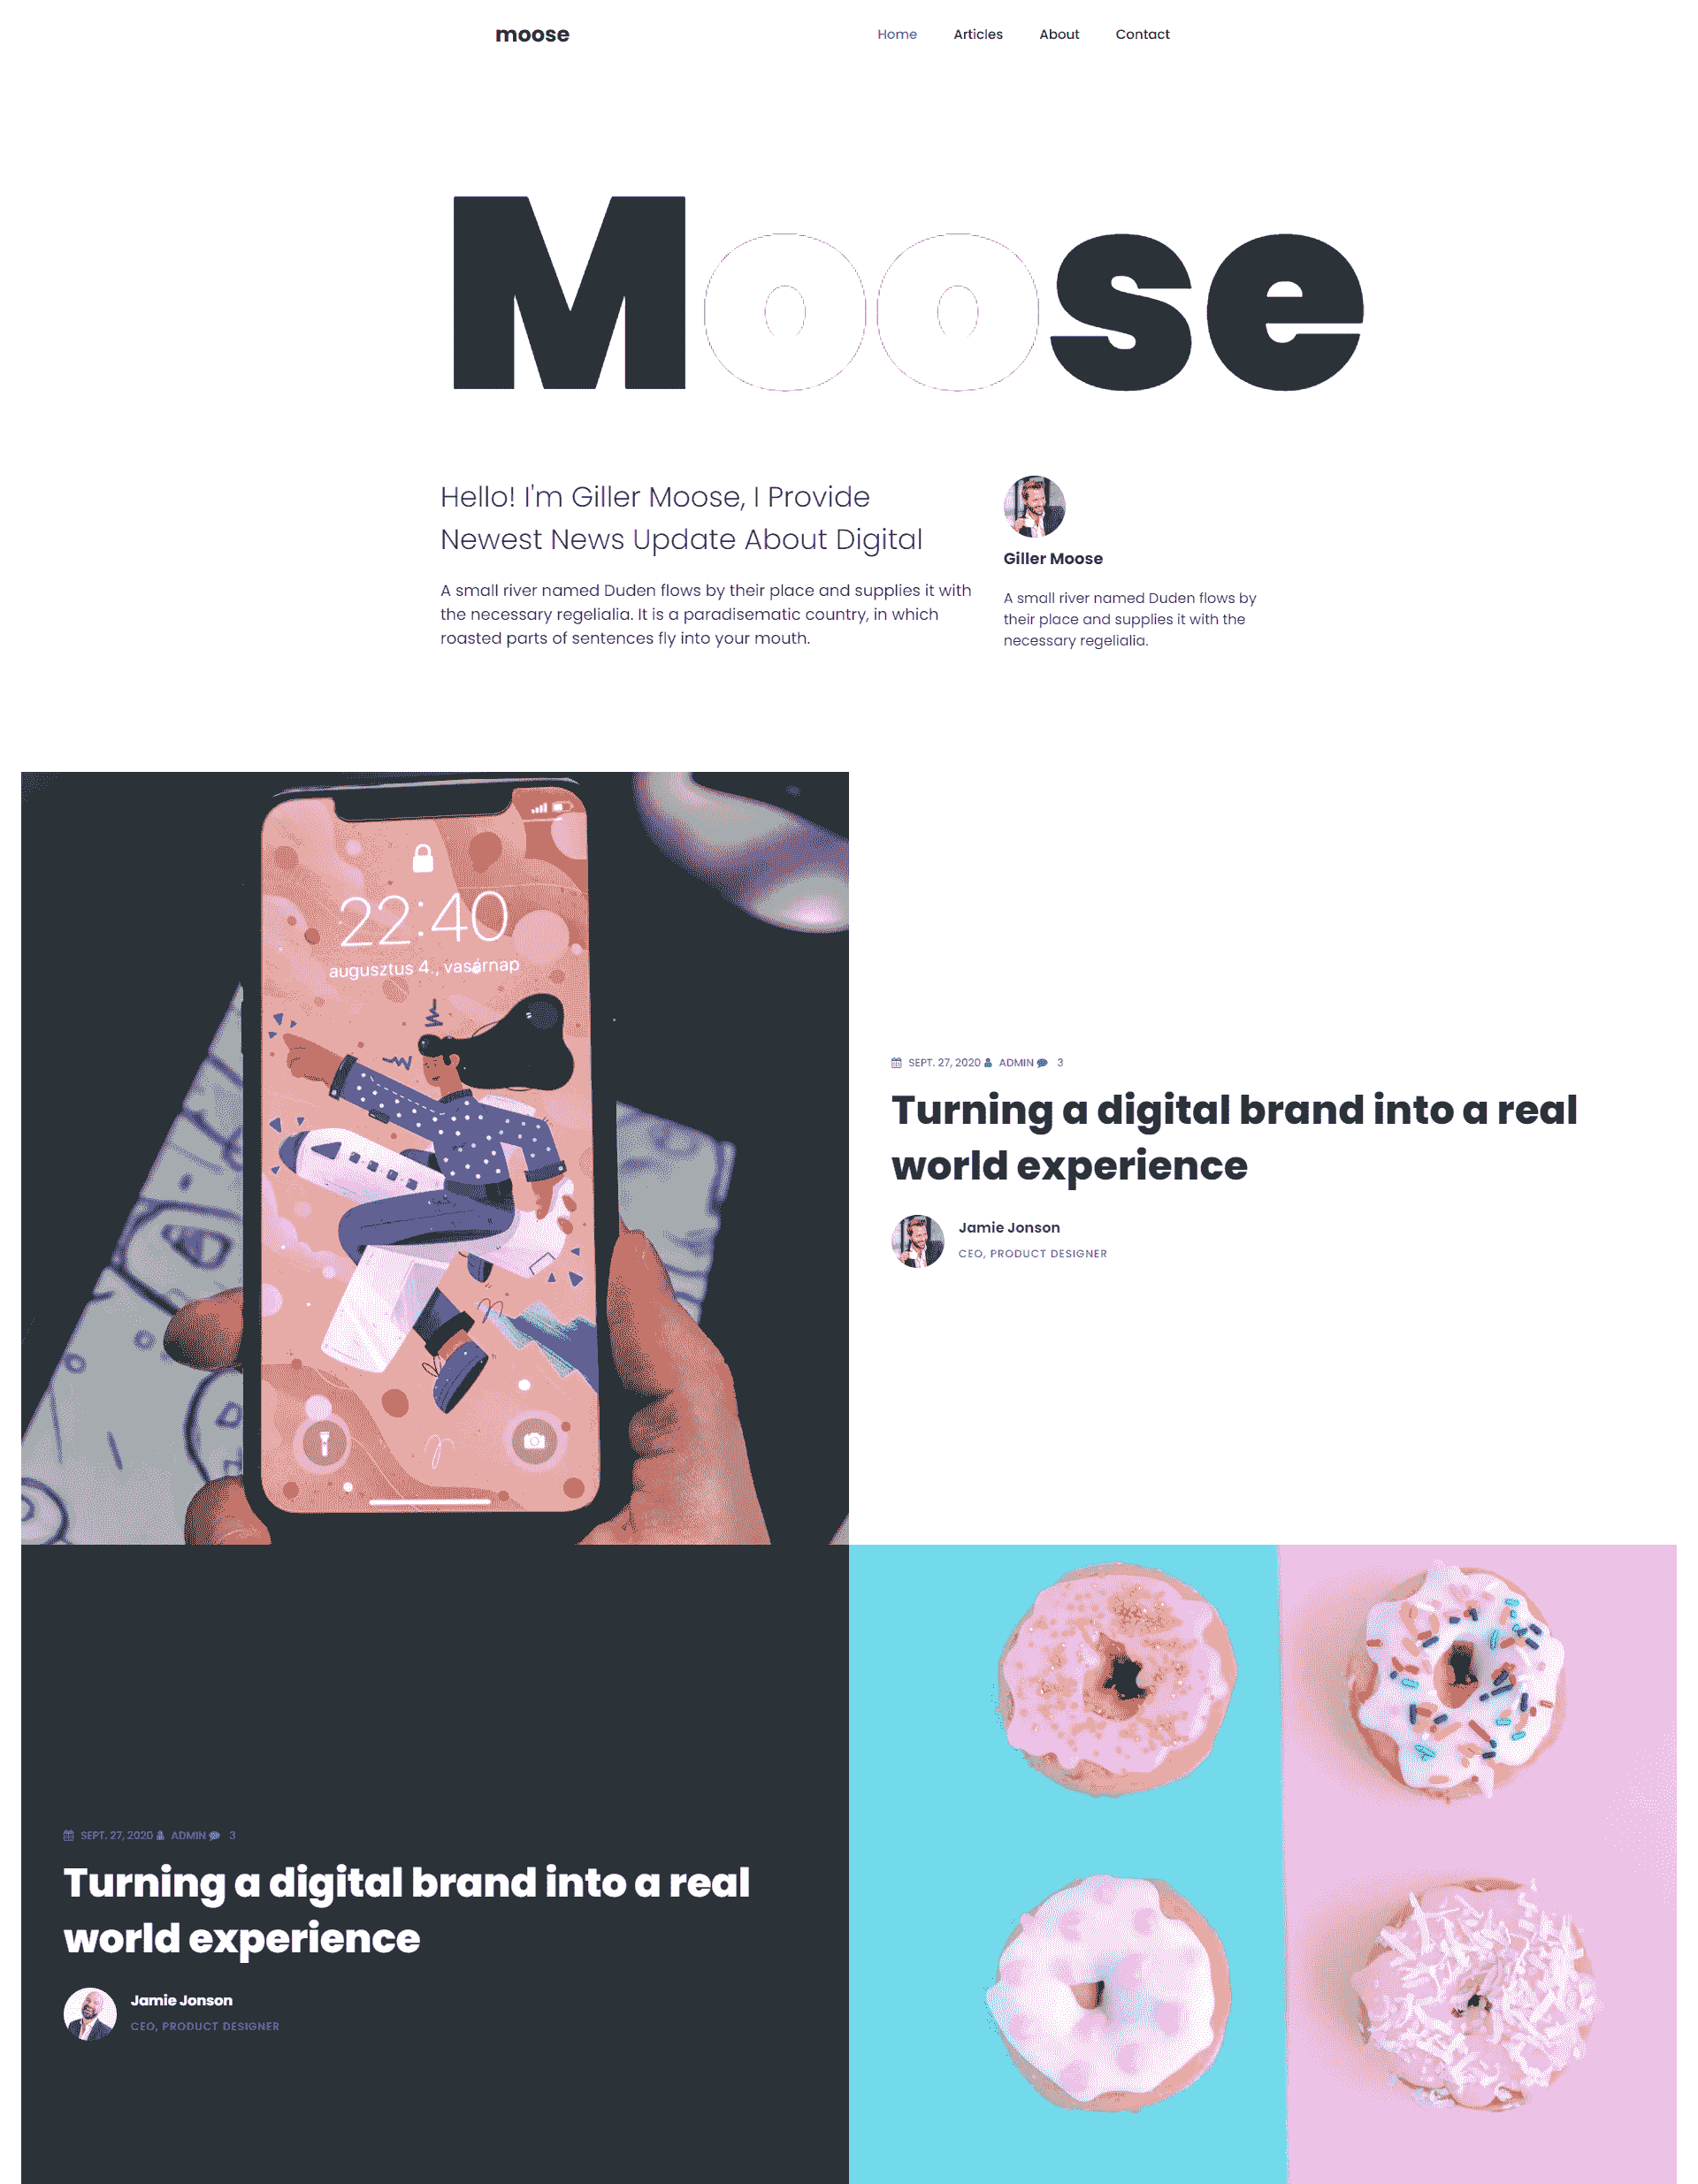 moose
Home Articles About Contact
Moose
Hello! I'm Giller Moose, I Provide
Newest News Update About Digital
A small river named Duden flows by their place and supplies it with
the necessary regelialia. It is a paradisematic country, in which
roasted parts of sentences fly into your mouth.
Giller Moose
A small river named Duden flows by
their place and supplies it with the
necessary regelialia.
22:40
augusztus 4., vasárnap
SEPT. 27, 2020 ADMIN 3
Turning a digital brand into a real
world experience
Jamie Jonson
CEO, PRODUCT DESIGNER
SEPT. 27, 2020 ADMIN 3
Turning a digital brand into a real
world experience
Jamie Jonson
CEO, PRODUCT DESIGNER